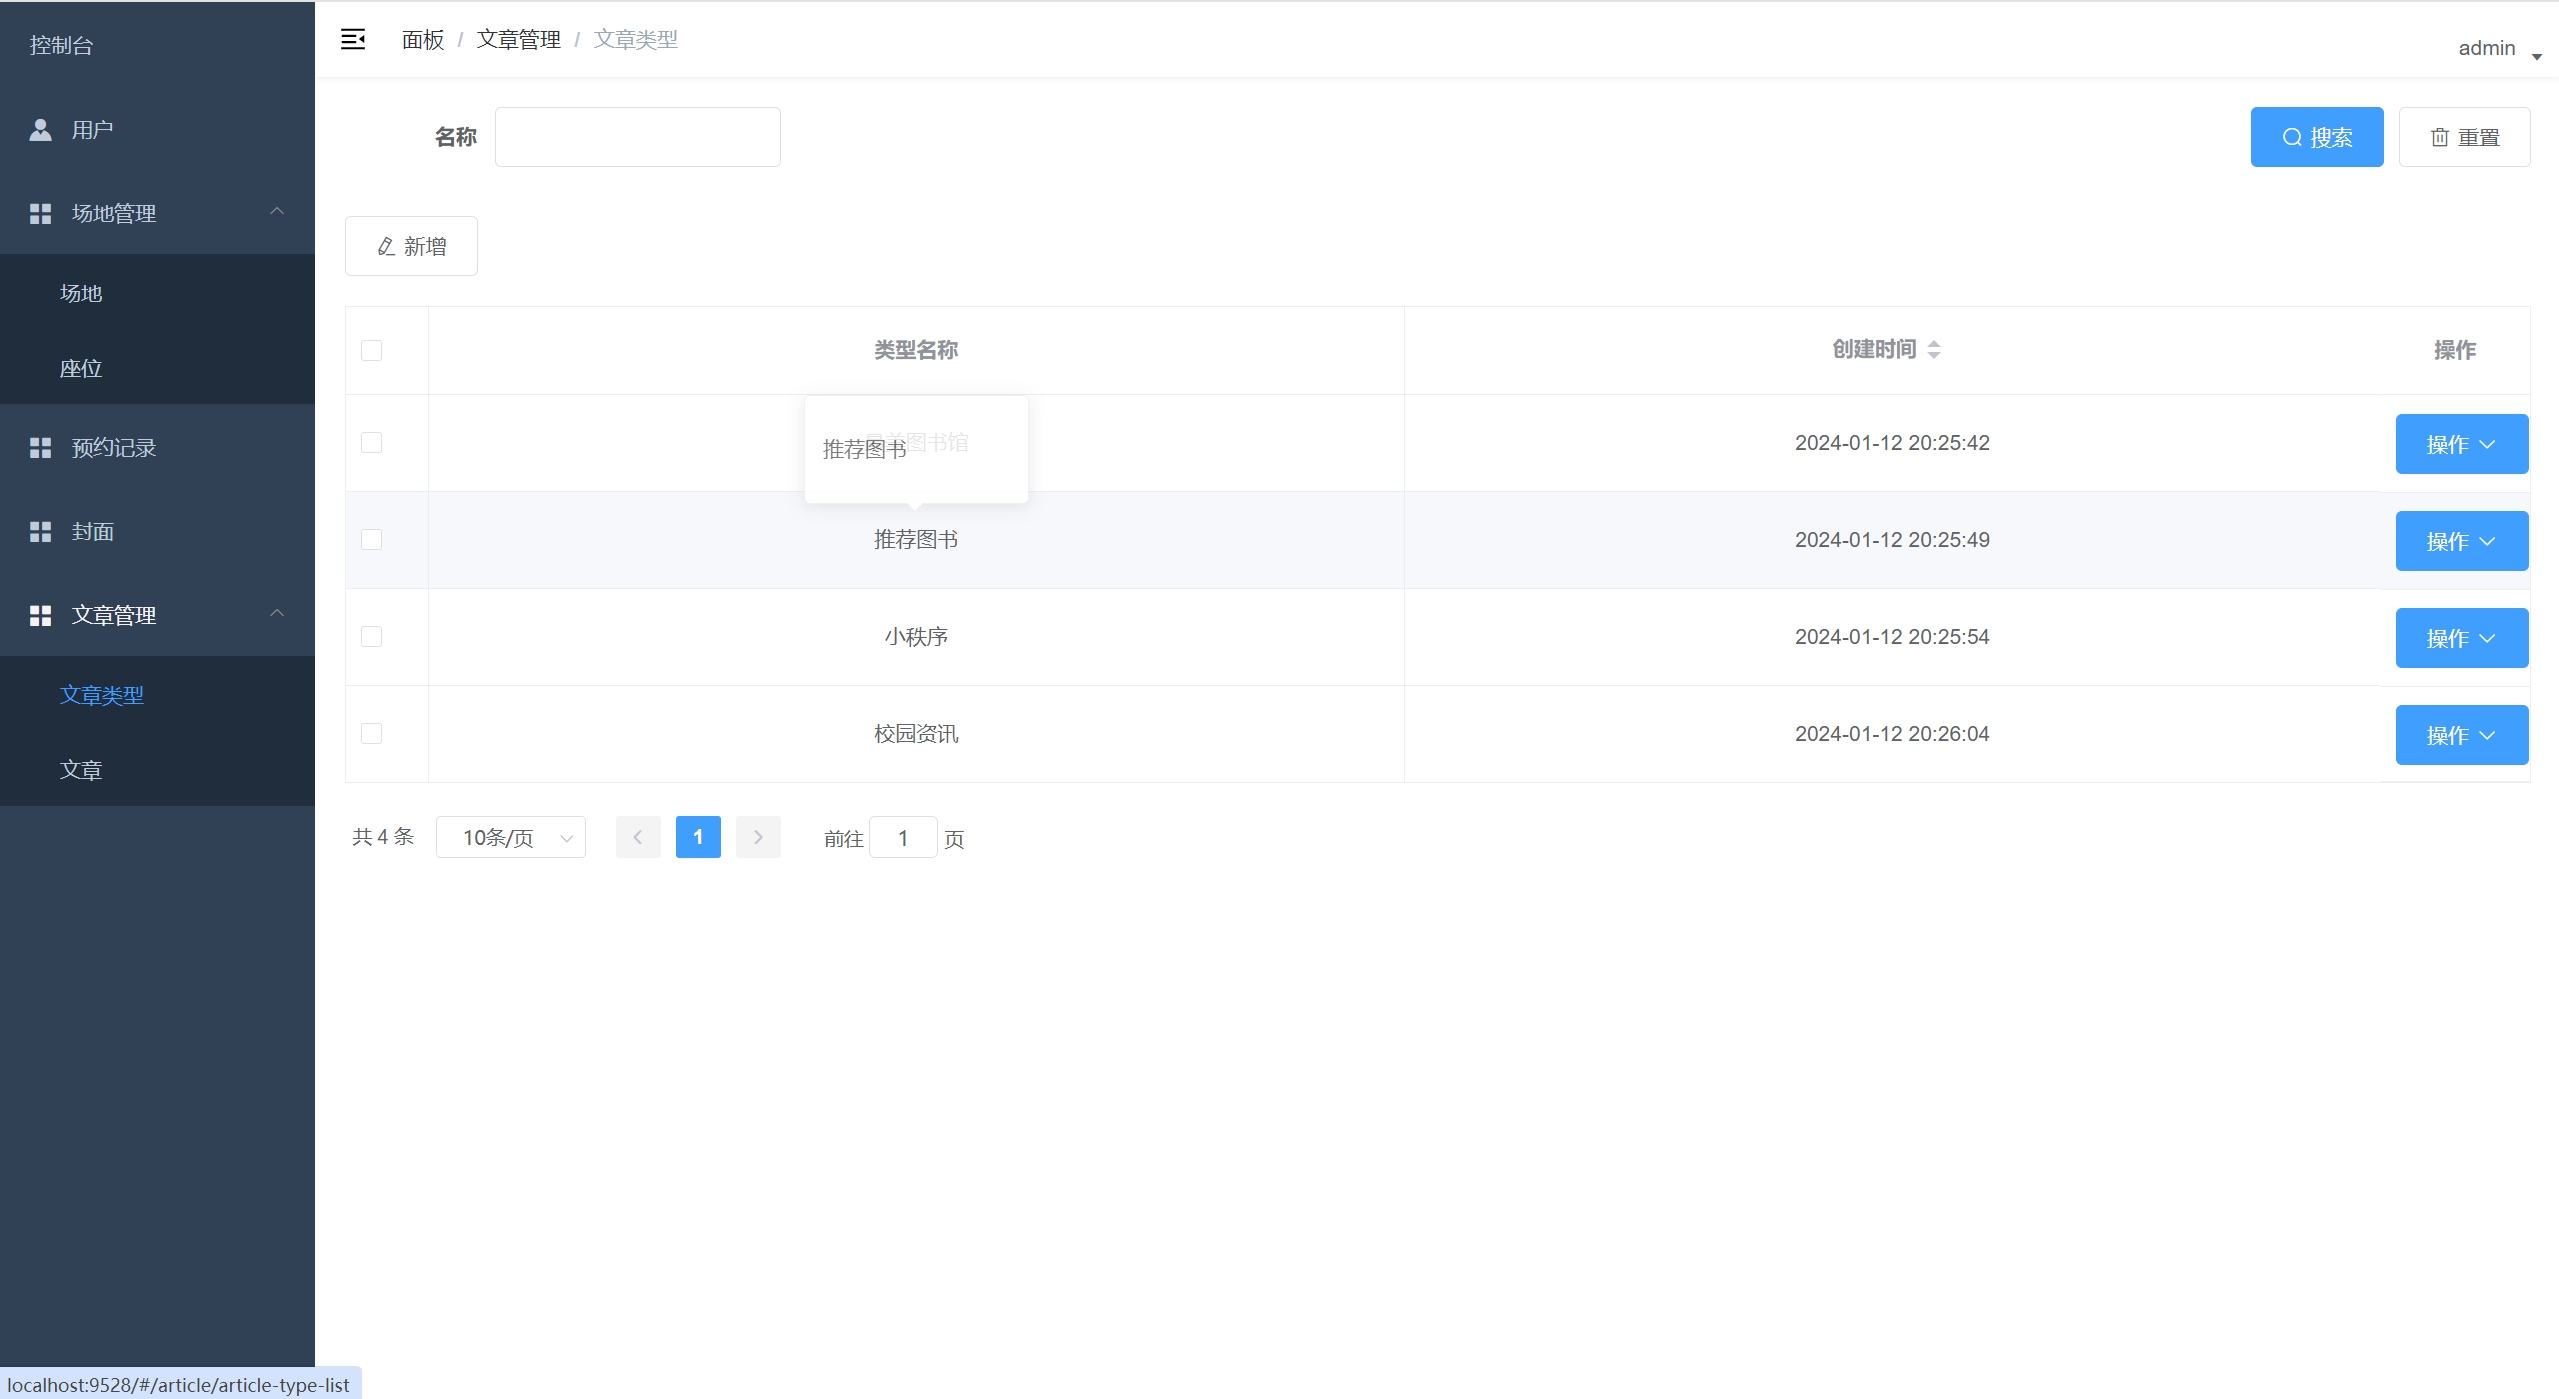 控制台
用户
场地管理
场地
座位
预约记录
封面
文章管理
文章类型
文章
面板 / 文章管理 / 文章类型
admin
名称
搜索
重置
新增
类型名称 创建时间 操作
图书馆 2024-01-12 20:25:42 操作
推荐图书
推荐图书 2024-01-12 20:25:49 操作
小秩序 2024-01-12 20:25:54 操作
校园资讯 2024-01-12 20:26:04 操作
共 4 条 10条/页 1 前往 1 页
localhost:9528/#/article/article-type-list